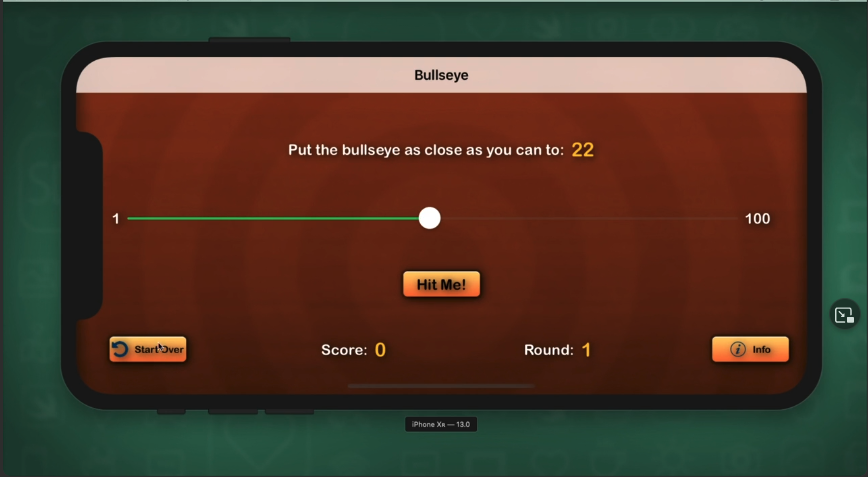 Bullseye
Put the bullseye as close as you can to: 22
1 100
Hit Me!
Start Over Score: 0 Round: 1 Info
iPhone Xʀ — 13.0